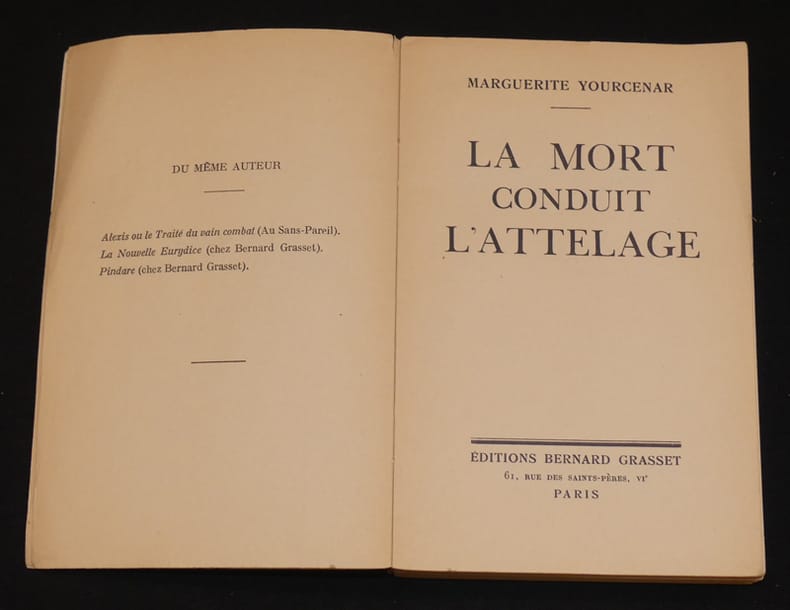 DU MÊME AUTEUR
Alexis ou le Traité du vain combat (Au Sans-Pareil).
La Nouvelle Eurydice (chez Bernard Grasset).
Pindare (chez Bernard Grasset).
MARGUERITE YOURCENAR
LA MORT
CONDUIT
L'ATTELAGE
ÉDITIONS BERNARD GRASSET
61, RUE DES SAINTS-PÈRES, VIᵉ
PARIS